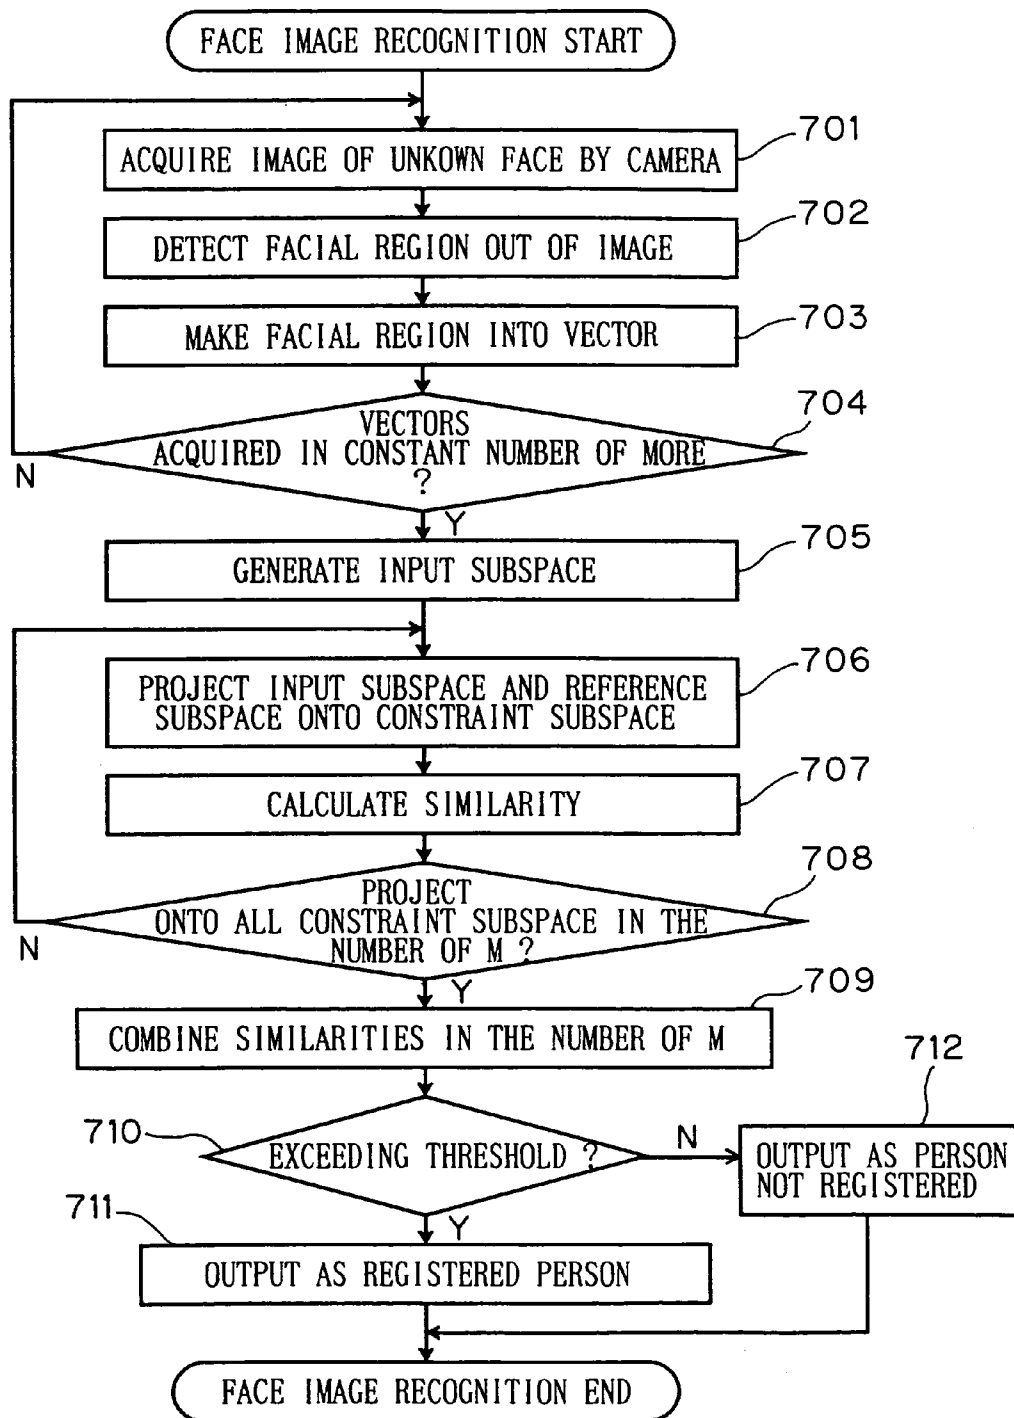 FACE IMAGE RECOGNITION START
701
ACQUIRE IMAGE OF UNKOWN FACE BY CAMERA
702
DETECT FACIAL REGION OUT OF IMAGE
703
MAKE FACIAL REGION INTO VECTOR
704
VECTORS
ACQUIRED IN CONSTANT NUMBER OF MORE
?
N
Y
705
GENERATE INPUT SUBSPACE
706
PROJECT INPUT SUBSPACE AND REFERENCE
SUBSPACE ONTO CONSTRAINT SUBSPACE
707
CALCULATE SIMILARITY
708
PROJECT
ONTO ALL CONSTRAINT SUBSPACE IN THE
NUMBER OF M ?
N
Y
709
COMBINE SIMILARITIES IN THE NUMBER OF M
710
EXCEEDING THRESHOLD ?
N
712
OUTPUT AS PERSON
NOT REGISTERED
Y
711
OUTPUT AS REGISTERED PERSON
FACE IMAGE RECOGNITION END